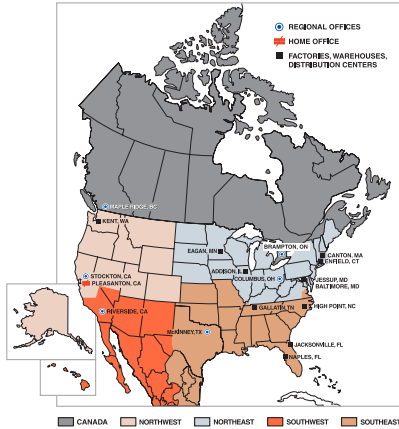 REGIONAL OFFICES
HOME OFFICE
FACTORIES, WAREHOUSES,
DISTRIBUTION CENTERS
MAPLE RIDGE, BC
KENT, WA
BRAMPTON, ON
EAGAN, MN
CANTON, MA
ENFIELD, CT
ADDISON, IL
STOCKTON, CA
COLUMBUS, OH
JESSUP, MD
PLEASANTON, CA
BALTIMORE, MD
RIVERSIDE, CA
GALLATIN, TN
HIGH POINT, NC
McKINNEY, TX
JACKSONVILLE, FL
NAPLES, FL
CANADA
NORTHWEST
NORTHEAST
SOUTHWEST
SOUTHEAST